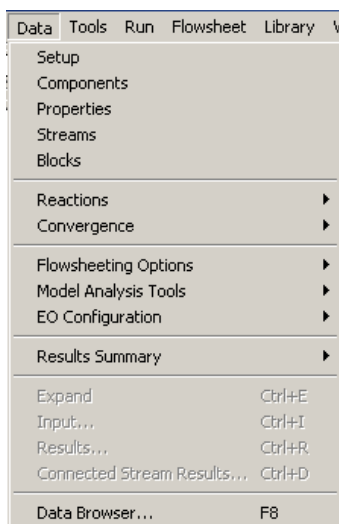 Data Tools Run Flowsheet Library
Setup
Components
Properties
Streams
Blocks
Reactions
Convergence
Flowsheeting Options
Model Analysis Tools
EO Configuration
Results Summary
Expand Ctrl+E
Input... Ctrl+I
Results... Ctrl+R
Connected Stream Results... Ctrl+D
Data Browser... F8